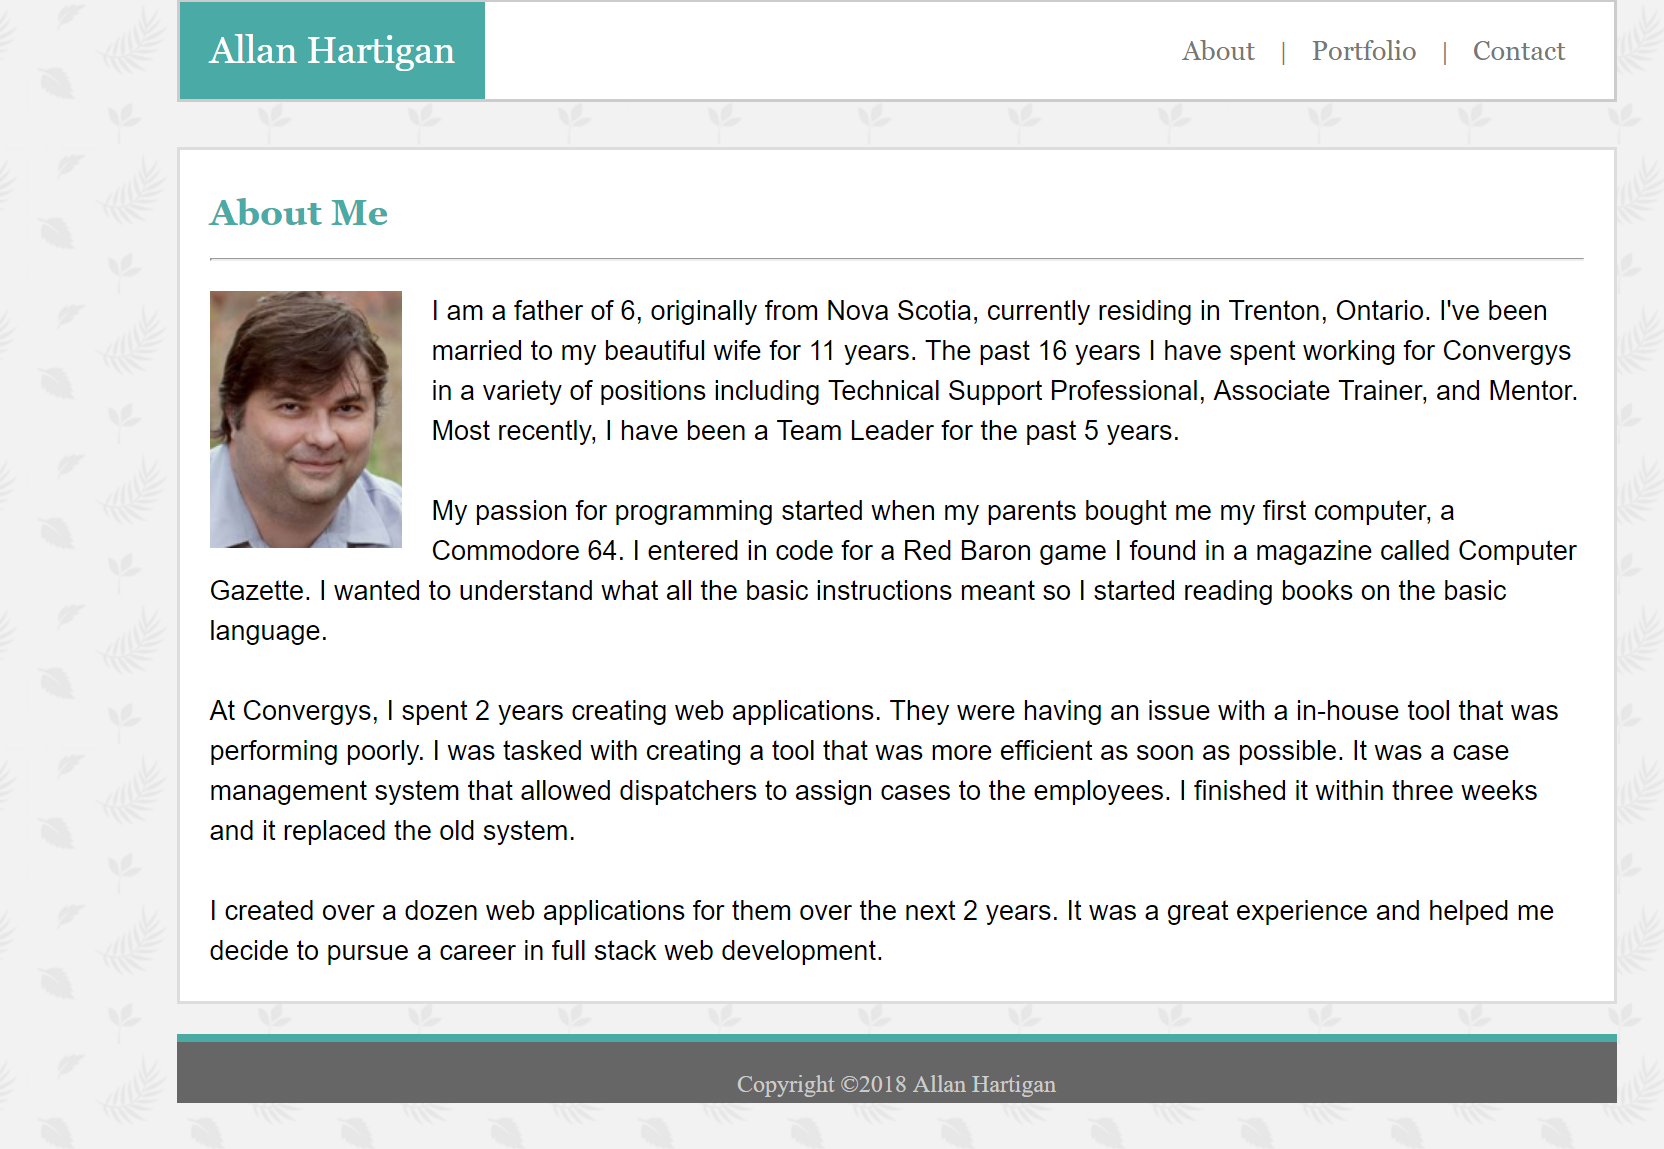 Allan Hartigan
About | Portfolio | Contact
About Me
I am a father of 6, originally from Nova Scotia, currently residing in Trenton, Ontario. I've been
married to my beautiful wife for 11 years. The past 16 years I have spent working for Convergys
in a variety of positions including Technical Support Professional, Associate Trainer, and Mentor.
Most recently, I have been a Team Leader for the past 5 years.
My passion for programming started when my parents bought me my first computer, a
Commodore 64. I entered in code for a Red Baron game I found in a magazine called Computer
Gazette. I wanted to understand what all the basic instructions meant so I started reading books on the basic
language.
At Convergys, I spent 2 years creating web applications. They were having an issue with a in-house tool that was
performing poorly. I was tasked with creating a tool that was more efficient as soon as possible. It was a case
management system that allowed dispatchers to assign cases to the employees. I finished it within three weeks
and it replaced the old system.
I created over a dozen web applications for them over the next 2 years. It was a great experience and helped me
decide to pursue a career in full stack web development.
Copyright ©2018 Allan Hartigan